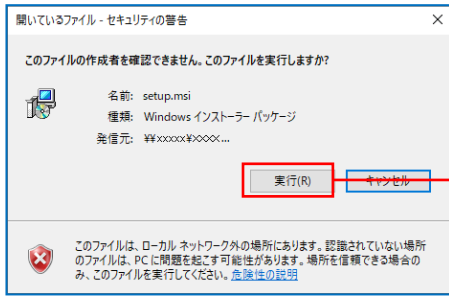 開いているファイル - セキュリティの警告
このファイルの作成者を確認できません。このファイルを実行しますか?
名前: setup.msi
種類: Windows インストーラー パッケージ
発信元: ¥¥xxxxx¥xxxx...
実行(R) キャンセル
このファイルは、ローカル ネットワーク外の場所にあります。認識されていない場所
のファイルは、PC に問題を起こす可能性があります。場所を信頼できる場合の
み、このファイルを実行してください。危険性の説明